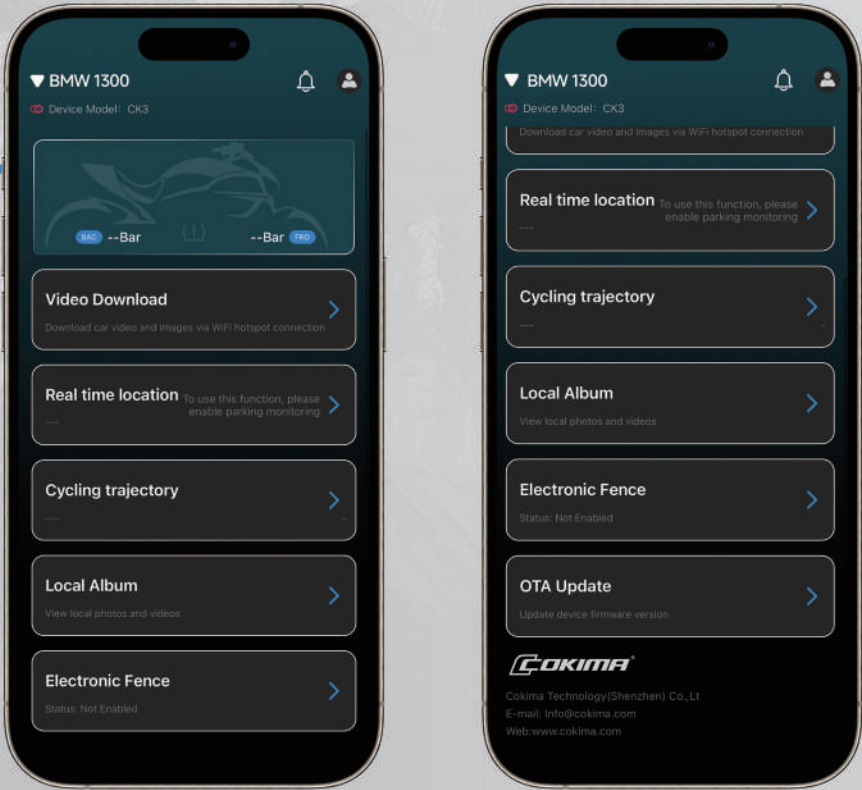 BMW 1300
Device Model: CK3
BAC --Bar
--Bar FRO
Video Download
Download car video and images via WiFi hotspot connection
Real time location
To use this function, please
enable parking monitoring
---
Cycling trajectory
---
-
Local Album
View local photos and videos
Electronic Fence
Status: Not Enabled
BMW 1300
Device Model: CK3
Download car video and images via WiFi hotspot connection
Real time location
To use this function, please
enable parking monitoring
---
Cycling trajectory
---
-
Local Album
View local photos and videos
Electronic Fence
Status: Not Enabled
OTA Update
Update device firmware version
COKIMA
Cokima Technology(Shenzhen) Co.,Lt
E-mail: Info@cokima.com
Web:www.cokima.com